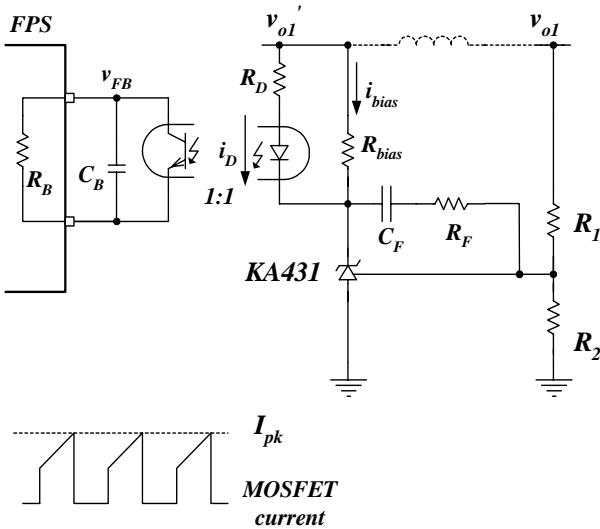 FPS
v_FB
R_B
C_B
1:1
i_D
R_D
v_o1'
i_bias
R_bias
v_o1
C_F
R_F
KA431
R_1
R_2
I_pk
MOSFET
current